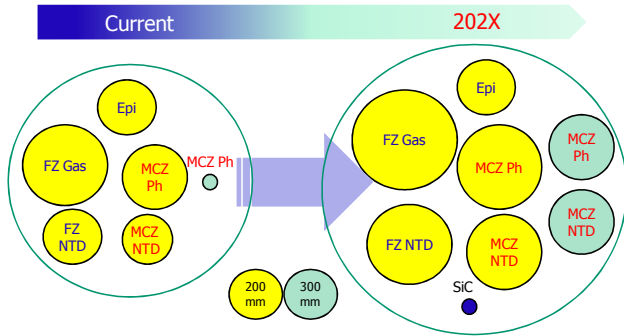 Current
202X
Epi
FZ Gas
MCZ
Ph
MCZ Ph
FZ
NTD
MCZ
NTD
200
mm
300
mm
Epi
FZ Gas
MCZ Ph
MCZ
Ph
FZ NTD
MCZ
NTD
MCZ
NTD
SiC